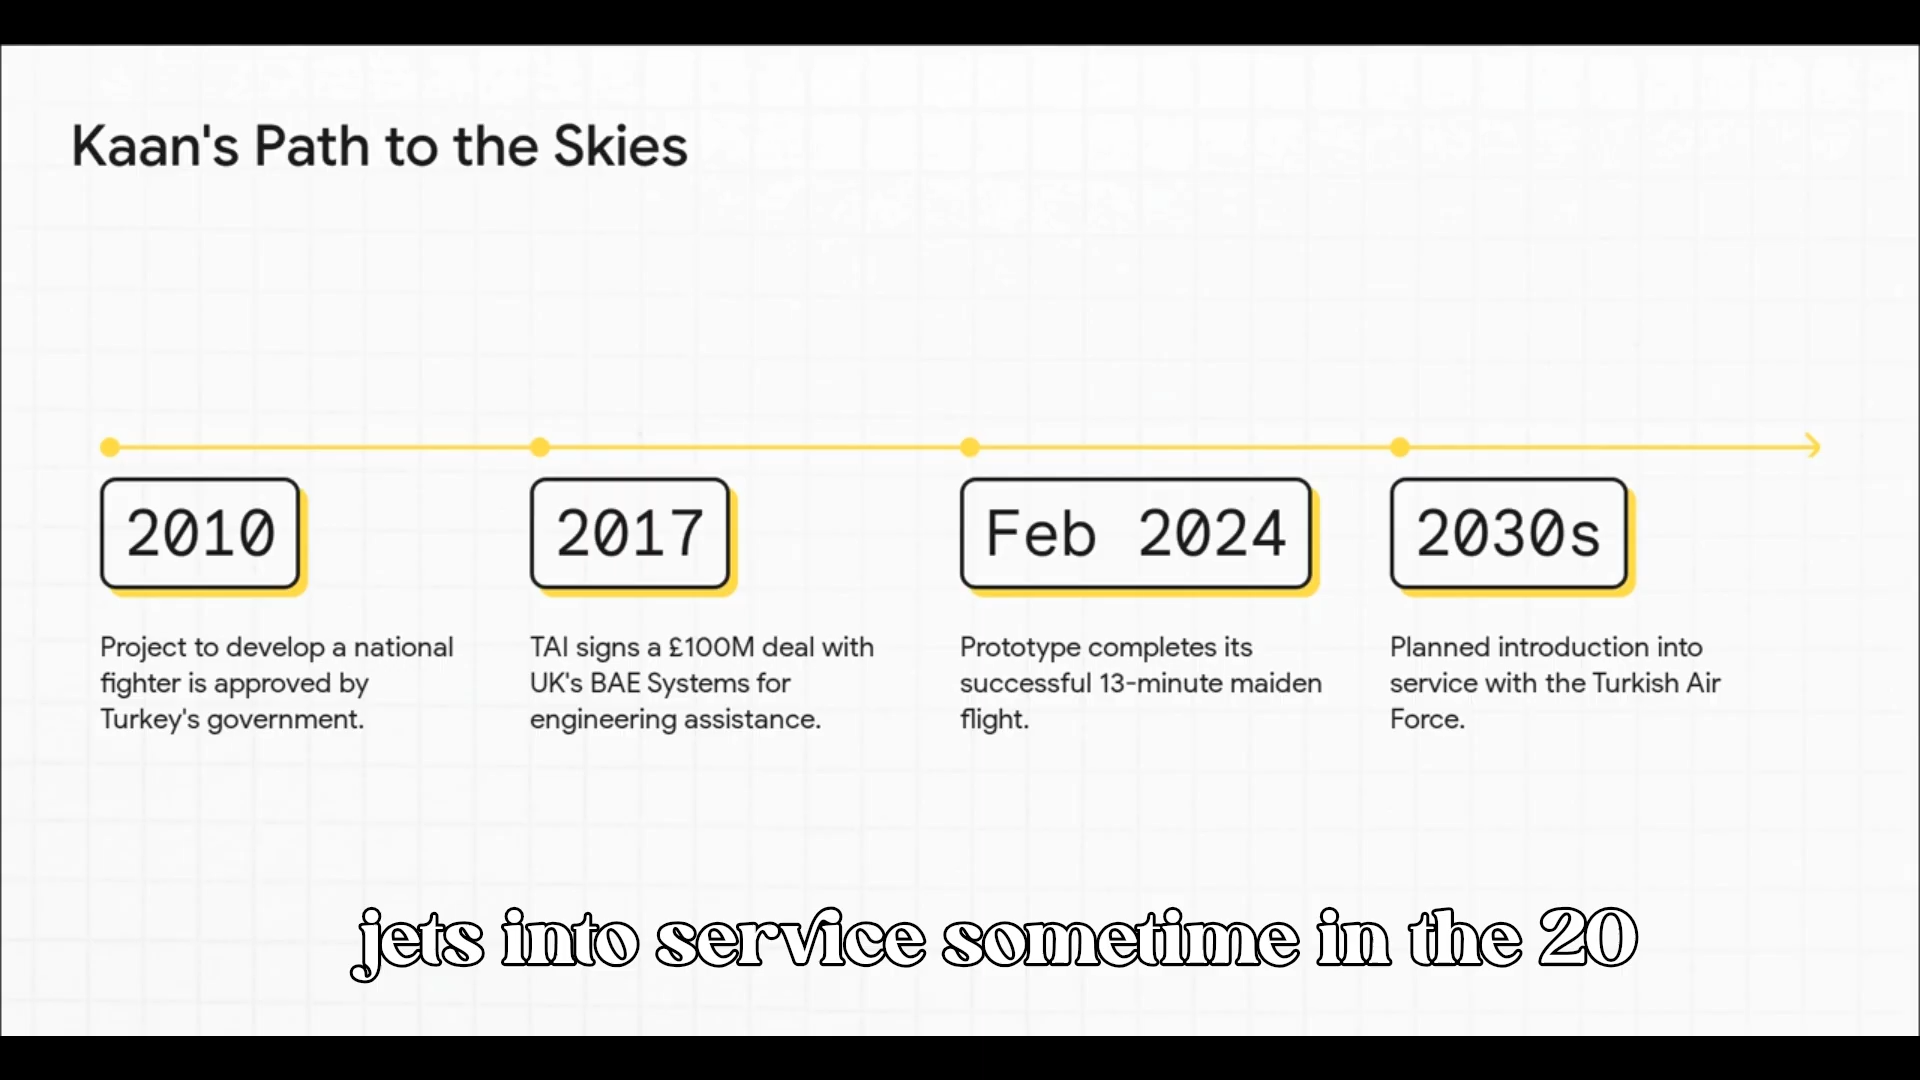 Kaan's Path to the Skies
2010
2017
Feb 2024
2030s
Project to develop a national
fighter is approved by
Turkey's government.
TAI signs a £100M deal with
UK's BAE Systems for
engineering assistance.
Prototype completes its
successful 13-minute maiden
flight.
Planned introduction into
service with the Turkish Air
Force.
jets into service sometime in the 20